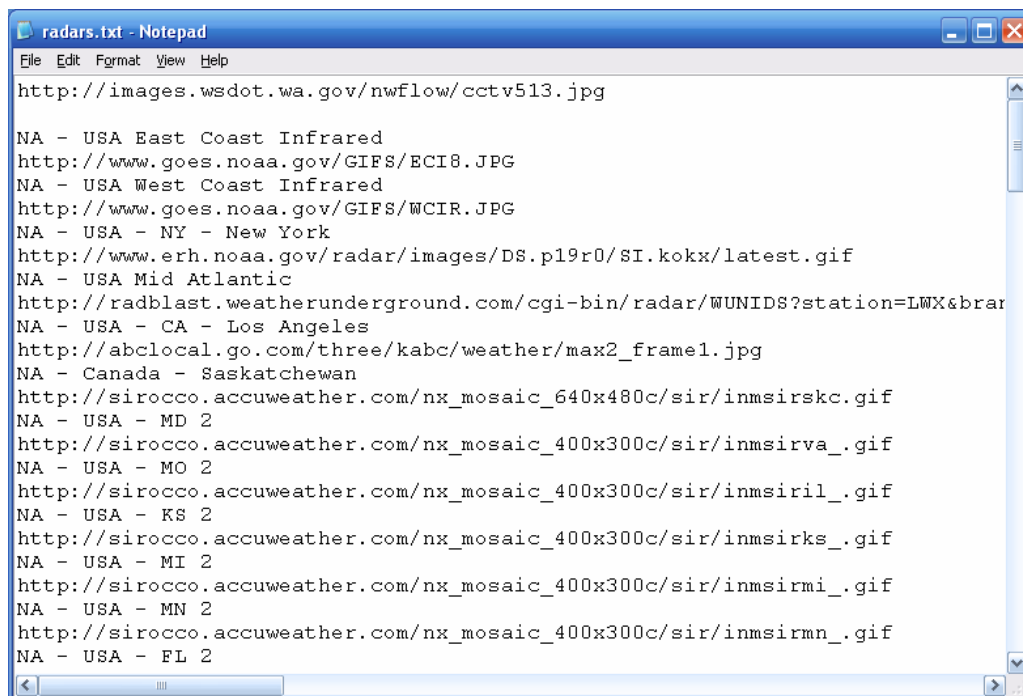 radars.txt - Notepad
File Edit Format View Help
http://images.wsdot.wa.gov/nwflow/cctv513.jpg
NA - USA East Coast Infrared
http://www.goes.noaa.gov/GIFS/ECI8.JPG
NA - USA West Coast Infrared
http://www.goes.noaa.gov/GIFS/WCIR.JPG
NA - USA - NY - New York
http://www.erh.noaa.gov/radar/images/DS.p19r0/SI.kokx/latest.gif
NA - USA Mid Atlantic
http://radblast.weatherunderground.com/cgi-bin/radar/WUNIDS?station=LWX&bran
NA - USA - CA - Los Angeles
http://abclocal.go.com/three/kabc/weather/max2_frame1.jpg
NA - Canada - Saskatchewan
http://sirocco.accuweather.com/nx_mosaic_640x480c/sir/inmsirskc.gif
NA - USA - MD 2
http://sirocco.accuweather.com/nx_mosaic_400x300c/sir/inmsirva_.gif
NA - USA - MO 2
http://sirocco.accuweather.com/nx_mosaic_400x300c/sir/inmsiril_.gif
NA - USA - KS 2
http://sirocco.accuweather.com/nx_mosaic_400x300c/sir/inmsirks_.gif
NA - USA - MI 2
http://sirocco.accuweather.com/nx_mosaic_400x300c/sir/inmsirmi_.gif
NA - USA - MN 2
http://sirocco.accuweather.com/nx_mosaic_400x300c/sir/inmsirmn_.gif
NA - USA - FL 2